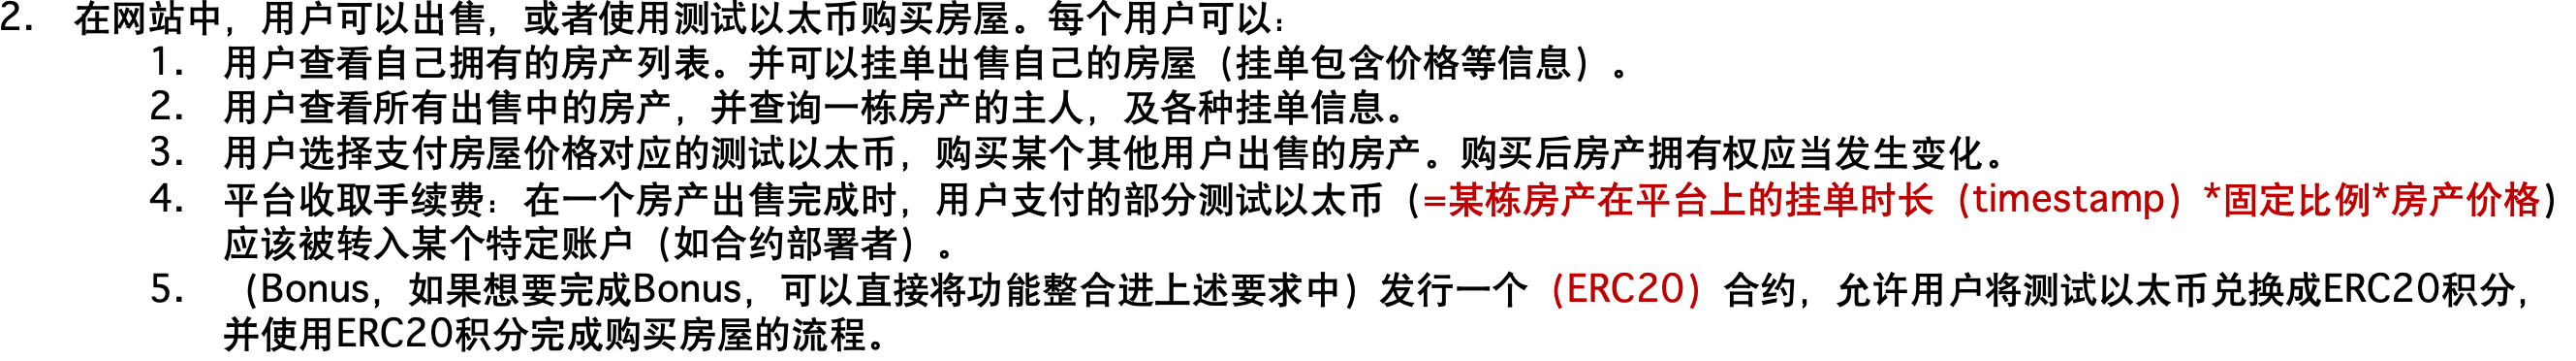 2. 在网站中，用户可以出售，或者使用测试以太币购买房屋。每个用户可以：
1. 用户查看自己拥有的房产列表。并可以挂单出售自己的房屋（挂单包含价格等信息）。
2. 用户查看所有出售中的房产，并查询一栋房产的主人，及各种挂单信息。
3. 用户选择支付房屋价格对应的测试以太币，购买某个其他用户出售的房产。购买后房产拥有权应当发生变化。
4. 平台收取手续费：在一个房产出售完成时，用户支付的部分测试以太币（=某栋房产在平台上的挂单时长（timestamp）*固定比例*房产价格）
应该被转入某个特定账户（如合约部署者）。
5. （Bonus，如果想要完成Bonus，可以直接将功能整合进上述要求中）发行一个（ERC20）合约，允许用户将测试以太币兑换成ERC20积分，
并使用ERC20积分完成购买房屋的流程。